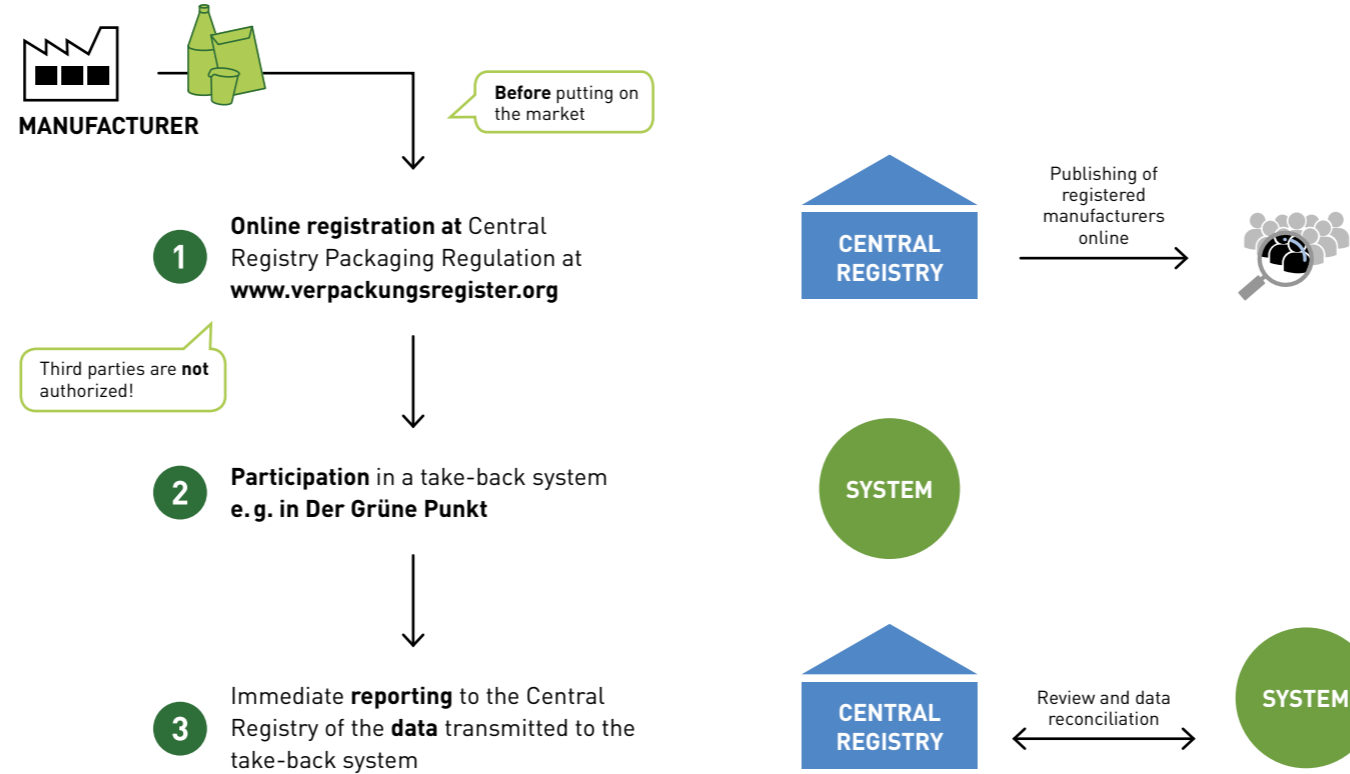 MANUFACTURER
Before putting on
the market
1
Online registration at Central
Registry Packaging Regulation at
www.verpackungsregister.org
Third parties are not
authorized!
CENTRAL
REGISTRY
Publishing of
registered
manufacturers
online
2
Participation in a take-back system
e. g. in Der Grüne Punkt
SYSTEM
3
Immediate reporting to the Central
Registry of the data transmitted to the
take-back system
CENTRAL
REGISTRY
Review and data
reconciliation
SYSTEM